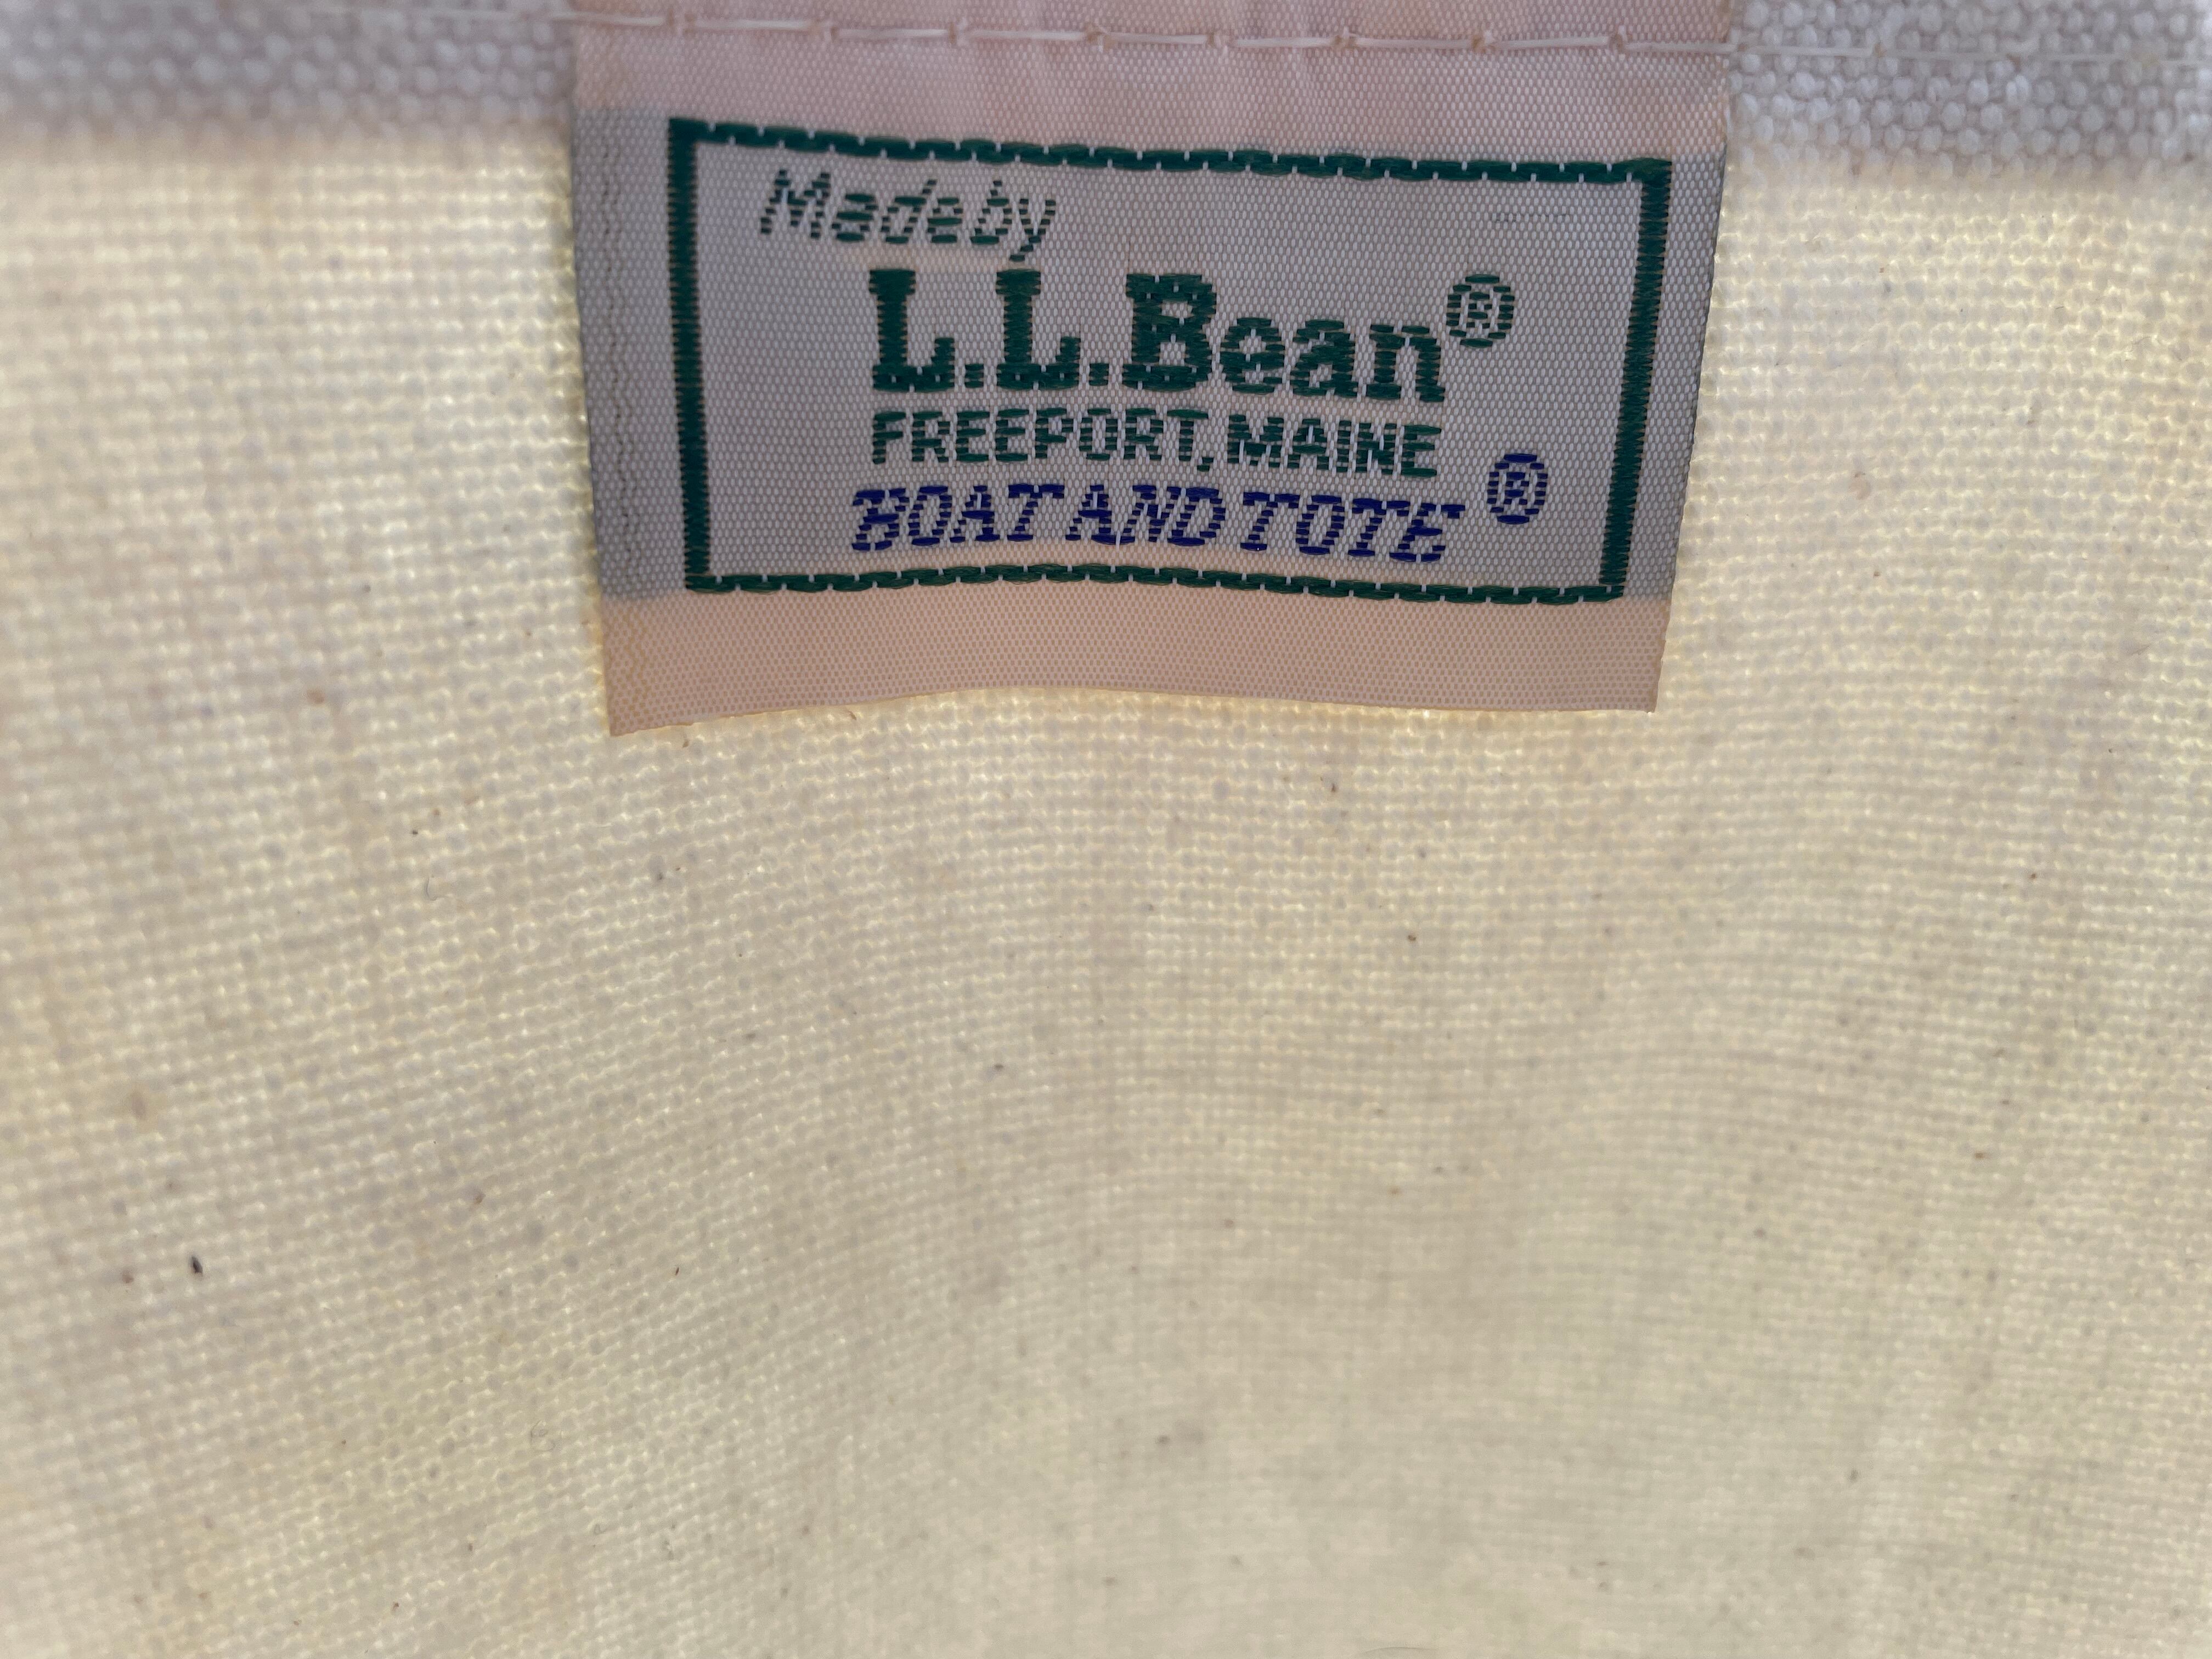 Made by
L.L.Bean®
FREEPORT, MAINE
BOAT AND TOTE®